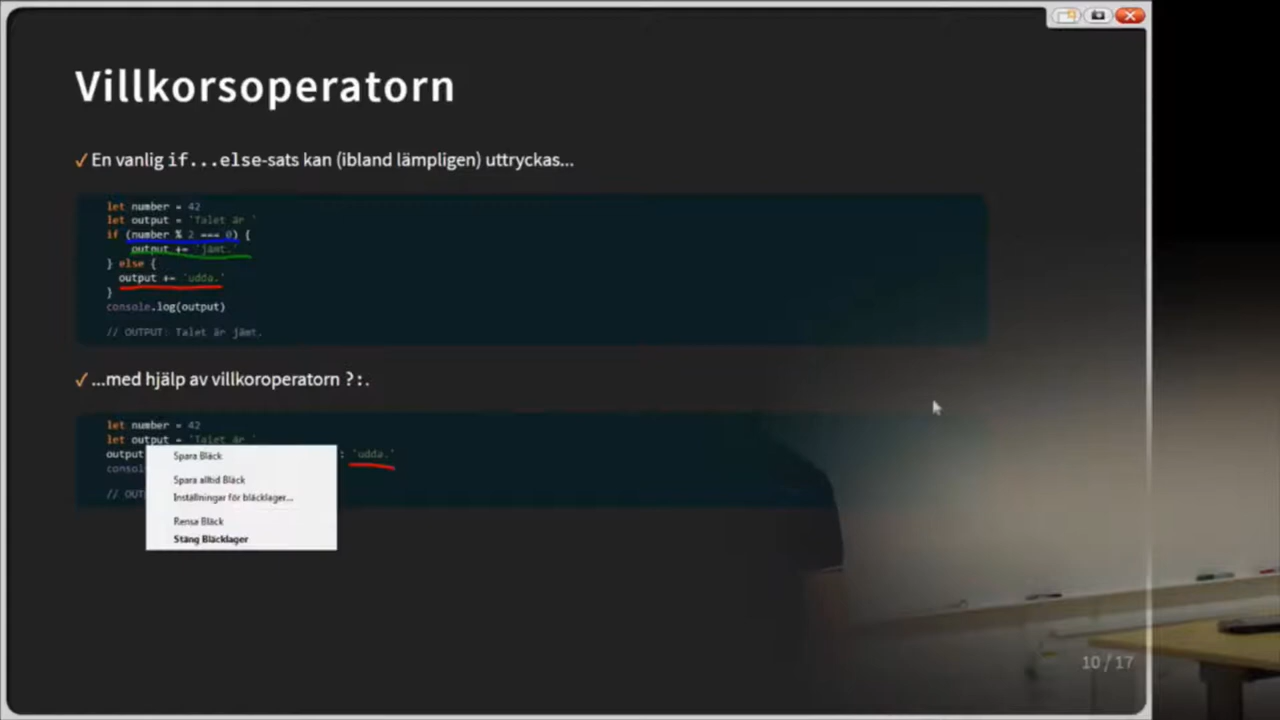 Villkorsoperatorn
✓ En vanlig if...else-sats kan (ibland lämpligen) uttryckas...
let number = 42
let output = 'Talet är '
if (number % 2 === 0) {
output += 'jämt.'
} else {
output += 'udda.'
}
console.log(output)
// OUTPUT: Talet är jämt.
✓ ...med hjälp av villkoroperatorn ?:.
let number = 42
let output = 'Talet är '
output : 'udda.'
consol
// OUT
Spara Bläck
Spara alltid Bläck
Inställningar för bläcklager...
Rensa Bläck
Stäng Bläcklager
10 / 17